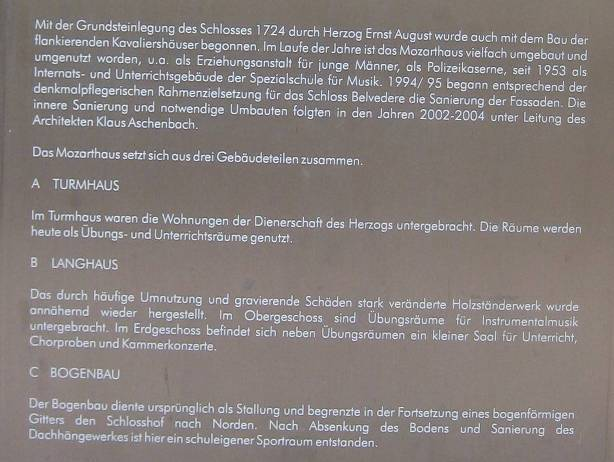 Mit der Grundsteinlegung des Schlosses 1724 durch Herzog Ernst August wurde auch mit dem Bau der
flankierenden Kavaliershäuser begonnen. Im Laufe der Jahre ist das Mozarthaus vielfach umgebaut und
umgenutzt worden, u.a. als Erziehungsanstalt für junge Männer, als Polizeikaserne, seit 1953 als
Internats- und Unterrichtsgebäude der Spezialschule für Musik. 1994/ 95 begann entsprechend der
denkmalpflegerischen Rahmenzielsetzung für das Schloss Belvedere die Sanierung der Fassaden. Die
innere Sanierung und notwendige Umbauten folgten in den Jahren 2002-2004 unter Leitung des
Architekten Klaus Aschenbach.
Das Mozarthaus setzt sich aus drei Gebäudeteilen zusammen.
A TURMHAUS
Im Turmhaus waren die Wohnungen der Dienerschaft des Herzogs untergebracht. Die Räume werden
heute als Übungs- und Unterrichtsräume genutzt.
B LANGHAUS
Das durch häufige Umnutzung und gravierende Schäden stark veränderte Holzständerwerk wurde
annähernd wieder hergestellt. Im Obergeschoss sind Übungsräume für Instrumentalmusik
untergebracht. Im Erdgeschoss befindet sich neben Übungsräumen ein kleiner Saal für Unterricht,
Chorproben und Kammerkonzerte.
C BOGENBAU
Der Bogenbau diente ursprünglich als Stallung und begrenzte in der Fortsetzung eines bogenförmigen
Gitters den Schlosshof nach Norden. Nach Absenkung des Bodens und Sanierung des
Dachhängewerkes ist hier ein schuleigener Sportraum entstanden.